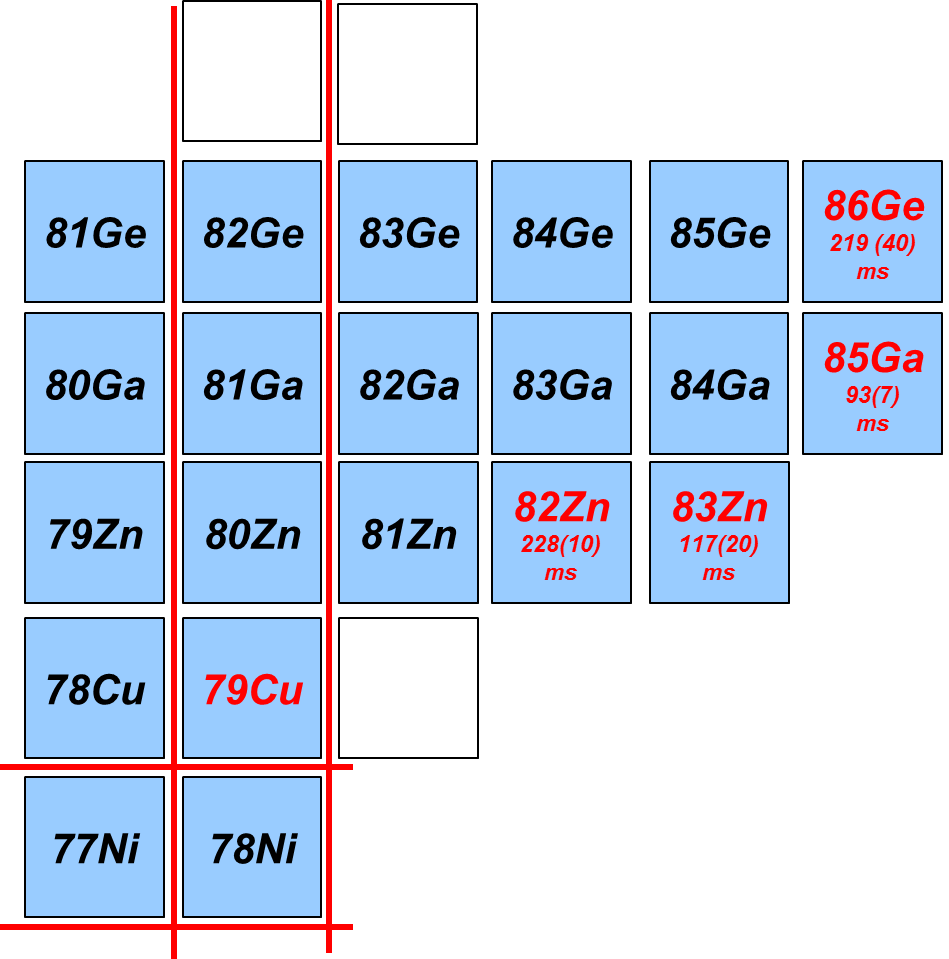 81Ge
82Ge
83Ge
84Ge
85Ge
86Ge
219 (40)
ms
80Ga
81Ga
82Ga
83Ga
84Ga
85Ga
93(7)
ms
79Zn
80Zn
81Zn
82Zn
228(10)
ms
83Zn
117(20)
ms
78Cu
79Cu
77Ni
78Ni